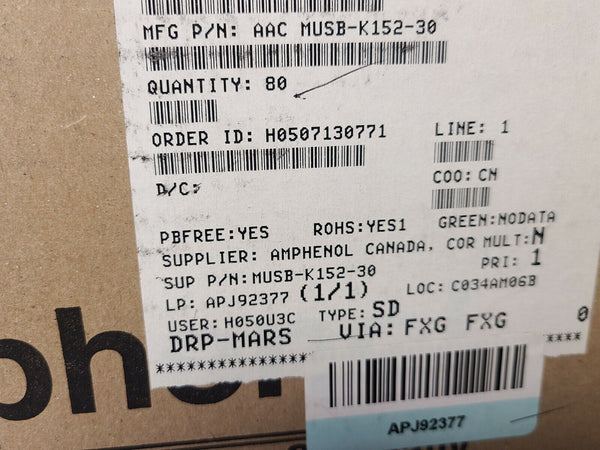 MFG P/N: AAC MUSB-K152-30
QUANTITY: 80
ORDER ID: H0507130771 LINE: 1
D/C: COO: CN
PBFREE:YES ROHS:YES1 GREEN:NODATA
SUPPLIER: AMPHENOL CANADA, COR MULT:N
SUP P/N:MUSB-K152-30 PRI: 1
LP: APJ92377 (1/1) LOC: C034AM06B
USER: H050U3C TYPE: SD
DRP-MARS VIA: FXG FXG 0
****************** ****
APJ92377